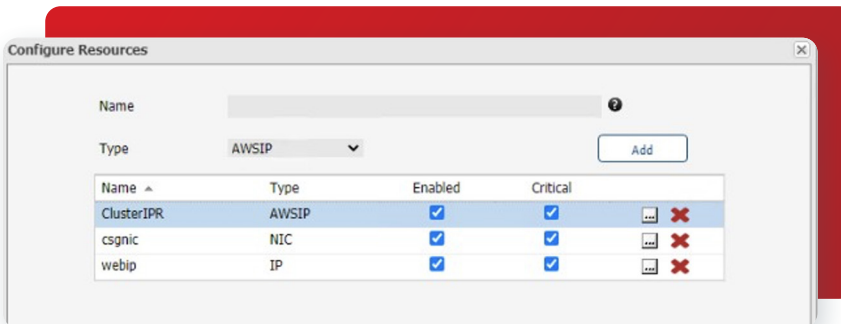 Configure Resources
Name
Type AWSIP Add
Name Type Enabled Critical
ClusterIPR AWSIP ...
csgnic NIC ...
webip IP ...